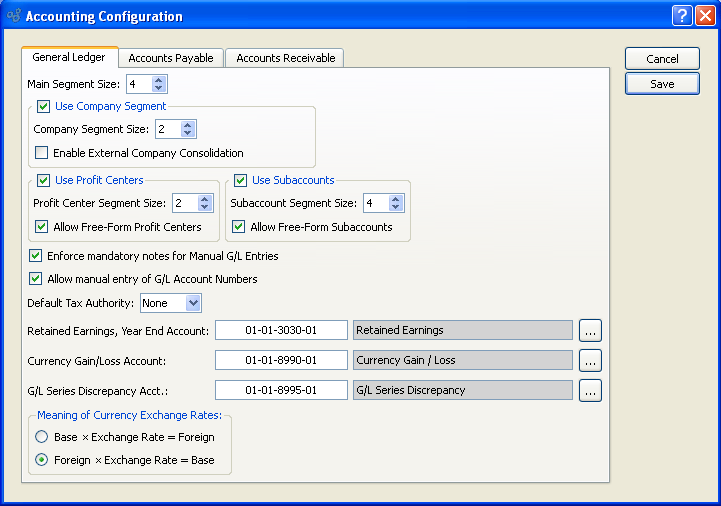 Accounting Configuration
General Ledger Accounts Payable Accounts Receivable
Cancel
Save
Main Segment Size: 4
Use Company Segment
Company Segment Size: 2
Enable External Company Consolidation
Use Profit Centers
Profit Center Segment Size: 2
Allow Free-Form Profit Centers
Use Subaccounts
Subaccount Segment Size: 4
Allow Free-Form Subaccounts
Enforce mandatory notes for Manual G/L Entries
Allow manual entry of G/L Account Numbers
Default Tax Authority: None
Retained Earnings, Year End Account: 01-01-3030-01 Retained Earnings ...
Currency Gain/Loss Account: 01-01-8990-01 Currency Gain / Loss ...
G/L Series Discrepancy Acct.: 01-01-8995-01 G/L Series Discrepancy ...
Meaning of Currency Exchange Rates:
Base × Exchange Rate = Foreign
Foreign × Exchange Rate = Base